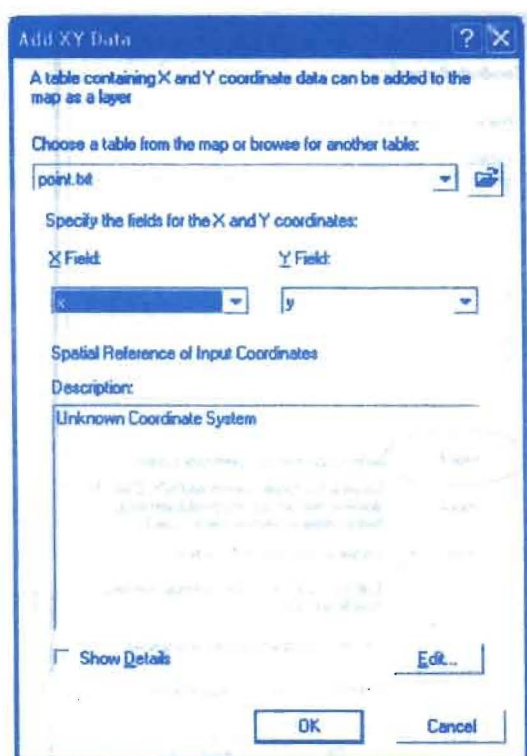 Add XY Data
A table containing X and Y coordinate data can be added to the
map as a layer
Choose a table from the map or browse for another table:
point.txt
Specify the fields for the X and Y coordinates:
X Field: Y Field:
x y
Spatial Reference of Input Coordinates
Description:
Unknown Coordinate System
Show Details Edit...
OK Cancel